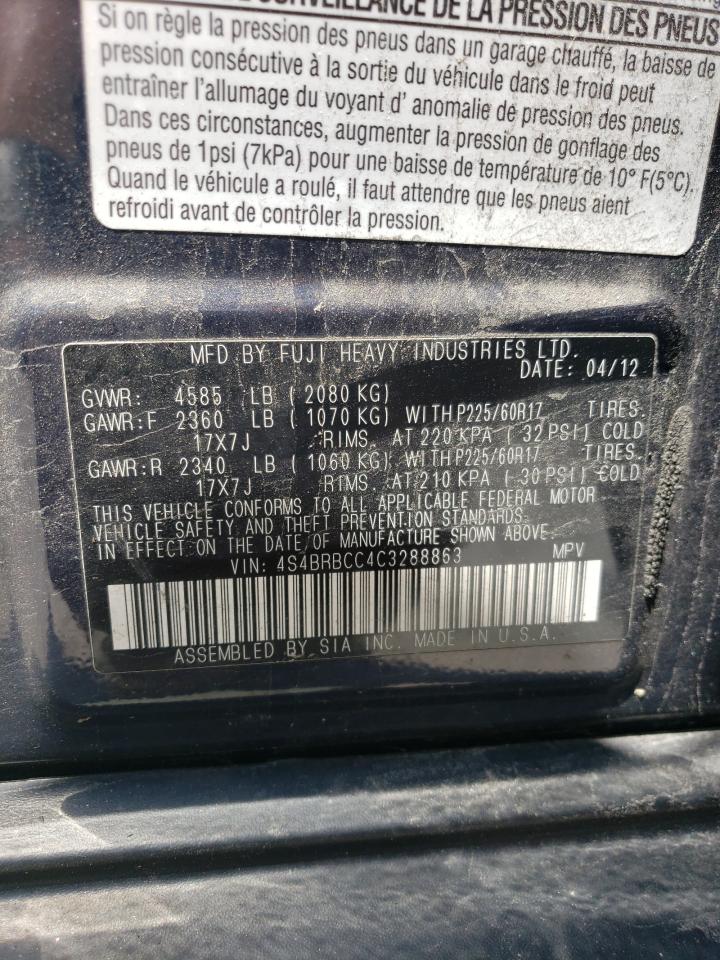 SURVEILLANCE DE LA PRESSION DES PNEUS
Si on règle la pression des pneus dans un garage chauffé, la baisse de
pression consécutive à la sortie du véhicule dans le froid peut
entraîner l'allumage du voyant d' anomalie de pression des pneus.
Dans ces circonstances, augmenter la pression de gonflage des
pneus de 1psi (7kPa) pour une baisse de température de 10° F(5°C).
Quand le véhicule a roulé, il faut attendre que les pneus aient
refroidi avant de contrôler la pression.
MFD BY FUJI HEAVY INDUSTRIES LTD.
DATE: 04/12
GVWR: 4585 LB ( 2080 KG)
GAWR:F 2360 LB ( 1070 KG) WITH P225/60R17 TIRES.
17X7J RIMS. AT 220 KPA ( 32 PSI) COLD
GAWR:R 2340 LB ( 1060 KG) WITH P225/60R17 TIRES.
17X7J RIMS. AT 210 KPA ( 30 PSI) COLD
THIS VEHICLE CONFORMS TO ALL APPLICABLE FEDERAL MOTOR
VEHICLE SAFETY AND THEFT PREVENTION STANDARDS
IN EFFECT ON THE DATE OF MANUFACTURE SHOWN ABOVE.
VIN: 4S4BRBCC4C3288863 MPV
ASSEMBLED BY SIA INC. MADE IN U.S.A.